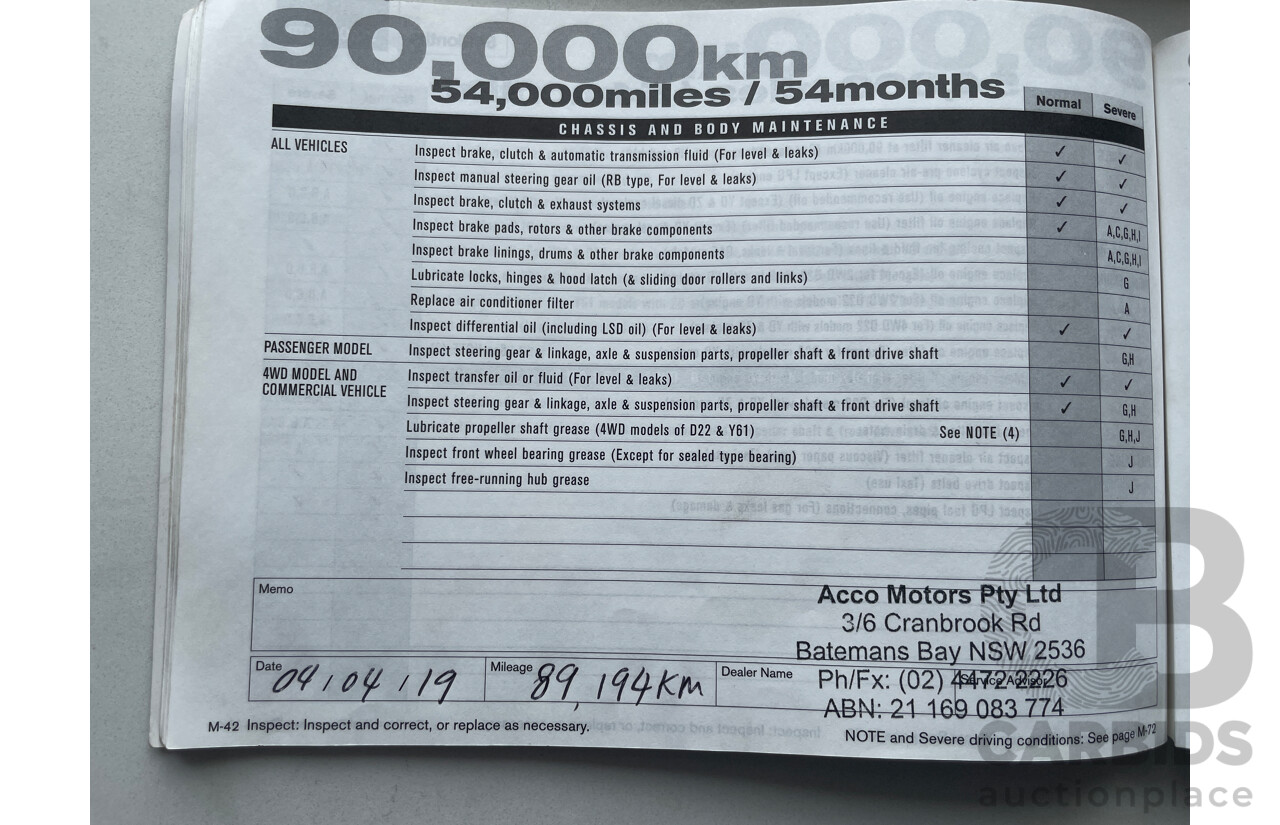 90,000km
54,000miles / 54months
Normal Severe
CHASSIS AND BODY MAINTENANCE
ALL VEHICLES Inspect brake, clutch & automatic transmission fluid (For level & leaks) ✓ ✓
Inspect manual steering gear oil (RB type, For level & leaks) ✓ ✓
Inspect brake, clutch & exhaust systems ✓ ✓
Inspect brake pads, rotors & other brake components ✓ A,C,G,H,I
Inspect brake linings, drums & other brake components A,C,G,H,I
Lubricate locks, hinges & hood latch (& sliding door rollers and links) G
Replace air conditioner filter A
Inspect differential oil (including LSD oil) (For level & leaks) ✓ ✓
PASSENGER MODEL Inspect steering gear & linkage, axle & suspension parts, propeller shaft & front drive shaft G,H
4WD MODEL AND Inspect transfer oil or fluid (For level & leaks) ✓ ✓
COMMERCIAL VEHICLE Inspect steering gear & linkage, axle & suspension parts, propeller shaft & front drive shaft ✓ G,H
Lubricate propeller shaft grease (4WD models of D22 & Y61) See NOTE (4) G,H,J
Inspect front wheel bearing grease (Except for sealed type bearing) J
Inspect free-running hub grease J
Memo
Acco Motors Pty Ltd
3/6 Cranbrook Rd
Batemans Bay NSW 2536
Date 04/04/19 Mileage 89,194KM Dealer Name Service Advisor
Ph/Fx: (02) 4472 2226
ABN: 21 169 083 774
M-42 Inspect: Inspect and correct, or replace as necessary.
NOTE and Severe driving conditions: See page M-72
CARBIDS
auctionplace